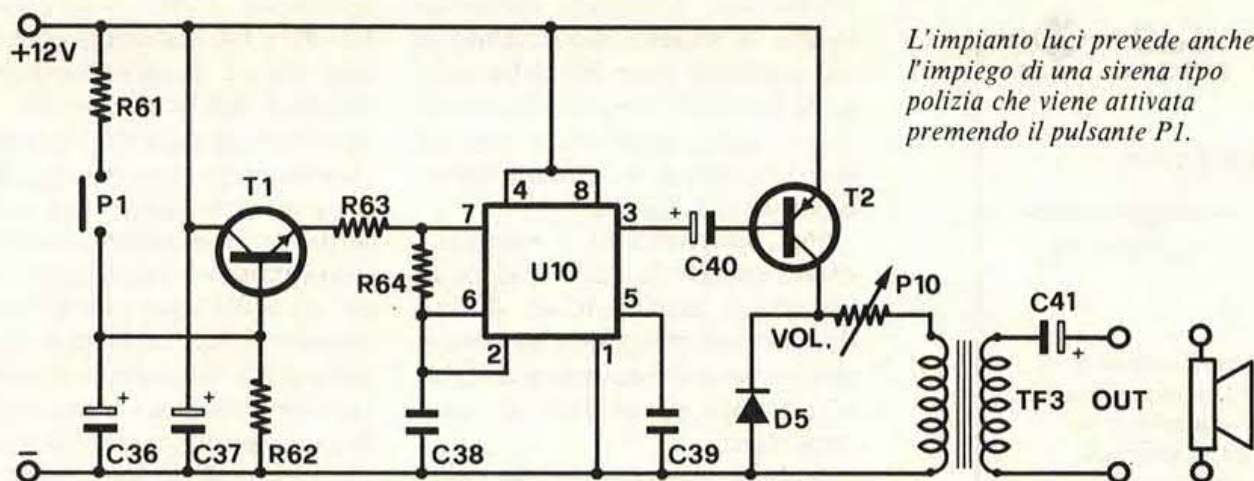 +12V
R61
P1
T1
R63
R64
7
6
2
4
8
U10
3
5
1
+
C40
T2
P10
VOL.
D5
C41
+
TF3
OUT
+
C36
+
C37
R62
C38
C39
–
L'impianto luci prevede anche
l'impiego di una sirena tipo
polizia che viene attivata
premendo il pulsante P1.